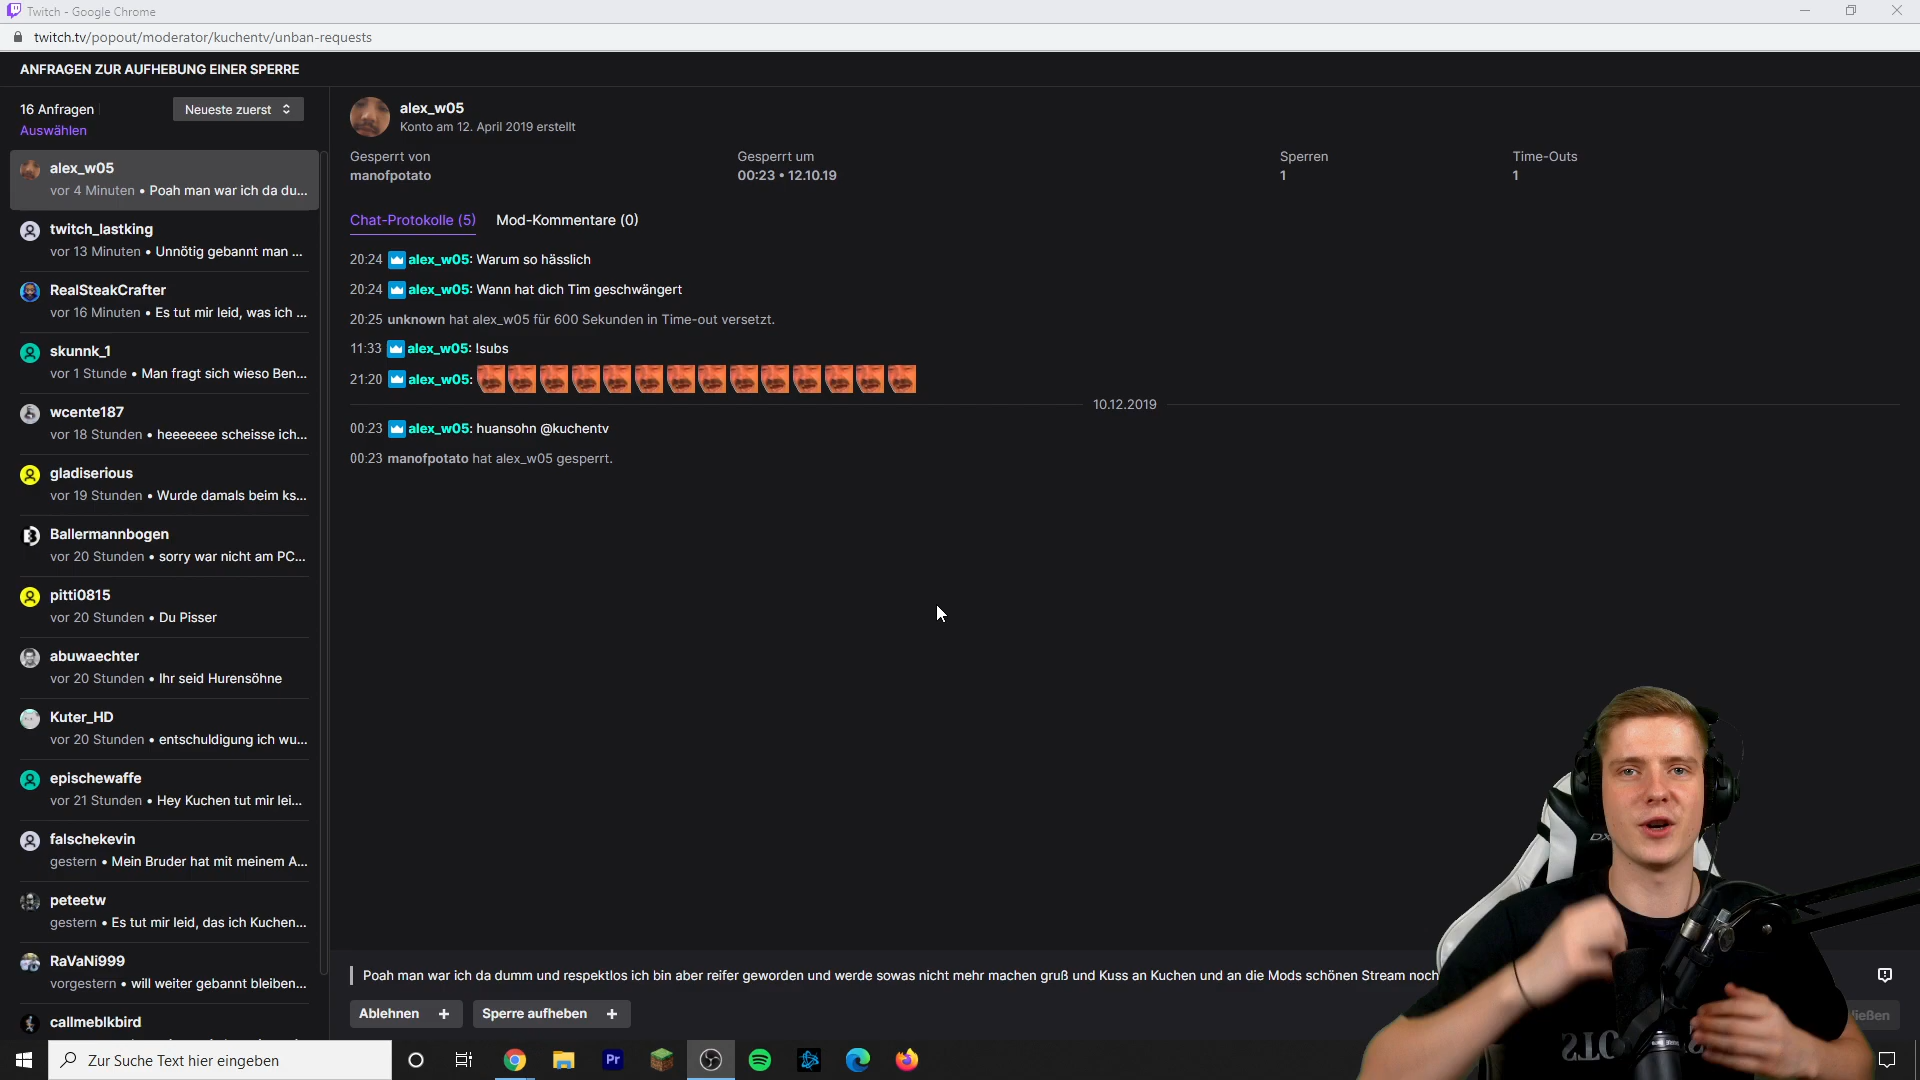 Twitch - Google Chrome
twitch.tv/popout/moderator/kuchentv/unban-requests
ANFRAGEN ZUR AUFHEBUNG EINER SPERRE
16 Anfragen
Neueste zuerst
Auswählen
alex_w05
vor 4 Minuten • Poah man war ich da du...
twitch_lastking
vor 13 Minuten • Unnötig gebannt man ...
RealSteakCrafter
vor 16 Minuten • Es tut mir leid, was ich ...
skunnk_1
vor 1 Stunde • Man fragt sich wieso Ben...
wcente187
vor 18 Stunden • heeeeeee scheisse ich...
gladiserious
vor 19 Stunden • Wurde damals beim ks...
Ballermannbogen
vor 20 Stunden • sorry war nicht am PC...
pitti0815
vor 20 Stunden • Du Pisser
abuwaechter
vor 20 Stunden • Ihr seid Hurensöhne
Kuter_HD
vor 20 Stunden • entschuldigung ich wu...
epischewaffe
vor 21 Stunden • Hey Kuchen tut mir lei...
falschekevin
gestern • Mein Bruder hat mit meinem A...
peteetw
gestern • Es tut mir leid, das ich Kuchen...
RaVaNi999
vorgestern • will weiter gebannt bleiben...
callmeblkbird
alex_w05
Konto am 12. April 2019 erstellt
Gesperrt von
manofpotato
Gesperrt um
00:23 • 12.10.19
Sperren
1
Time-Outs
1
Chat-Protokolle (5) Mod-Kommentare (0)
20:24 alex_w05: Warum so hässlich
20:24 alex_w05: Wann hat dich Tim geschwängert
20:25 unknown hat alex_w05 für 600 Sekunden in Time-out versetzt.
11:33 alex_w05: !subs
21:20 alex_w05:
10.12.2019
00:23 alex_w05: huansohn @kuchentv
00:23 manofpotato hat alex_w05 gesperrt.
Poah man war ich da dumm und respektlos ich bin aber reifer geworden und werde sowas nicht mehr machen gruß und Kuss an Kuchen und an die Mods schönen Stream noch
Ablehnen +
Sperre aufheben +
ließen
DX
Zur Suche Text hier eingeben
Pr